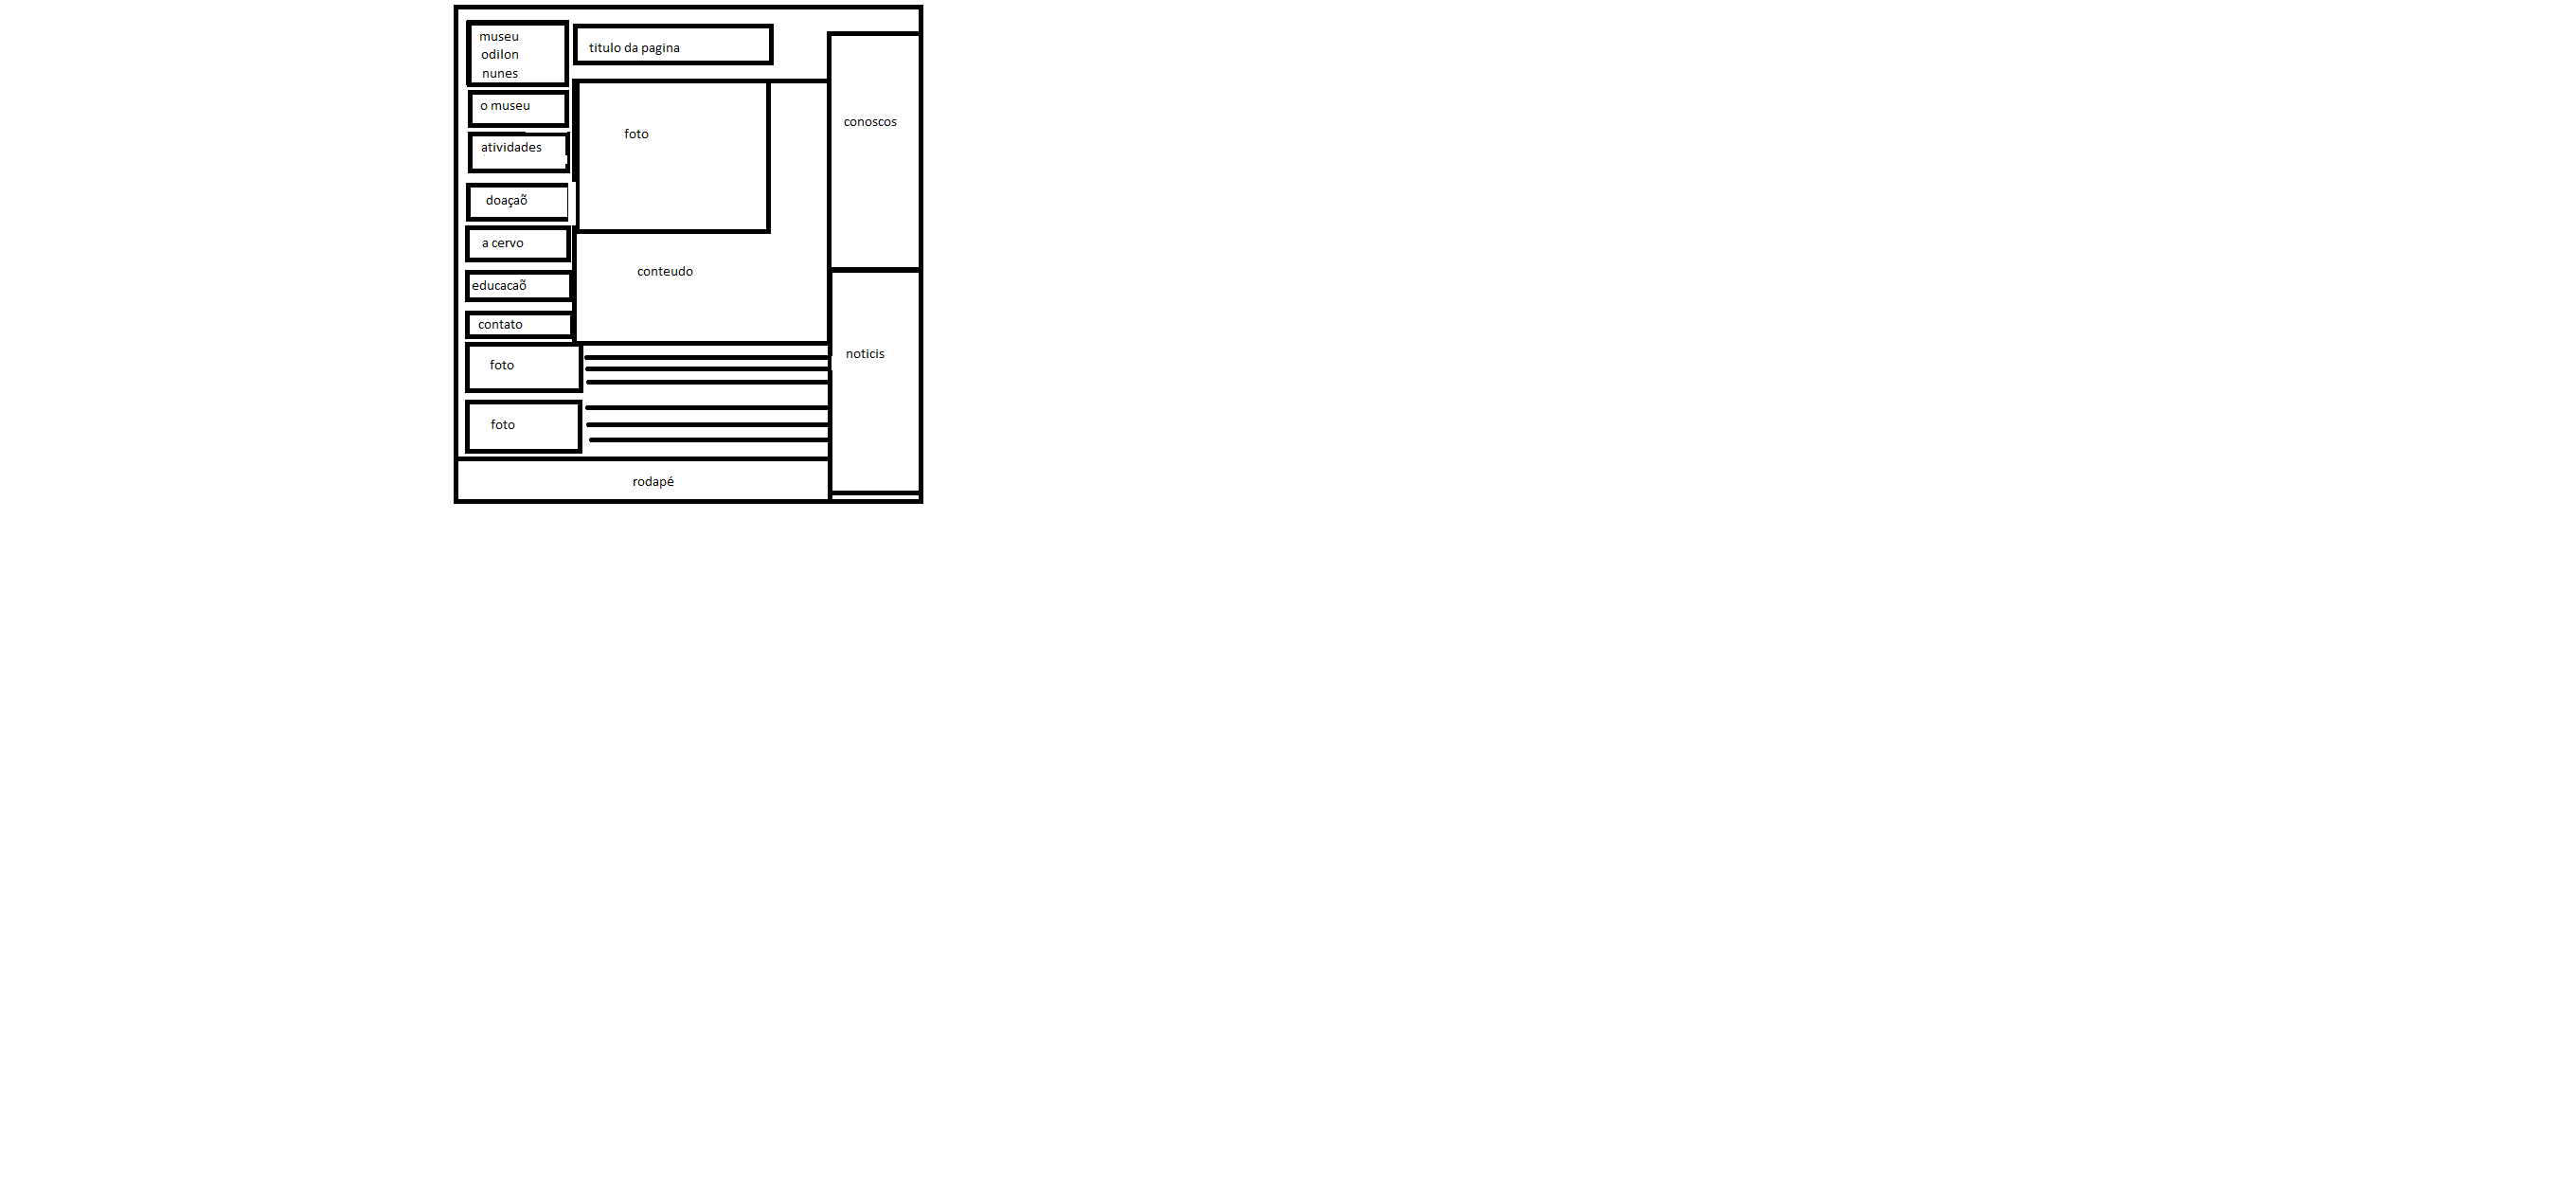 museu
odilon
nunes
titulo da pagina
o museu
atividades
doaçaõ
a cervo
educacaõ
contato
foto
conteudo
conoscos
noticis
foto
foto
rodapé